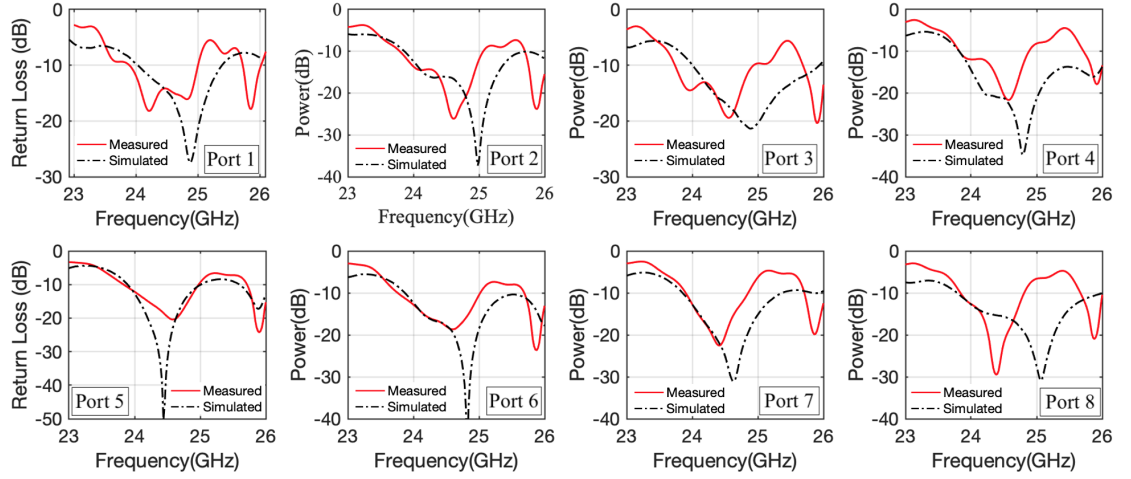 0
-10
-20
-30
Return Loss (dB)
Measured
Simulated
Port 1
23 24 25 26
Frequency(GHz)
0
-10
-20
-30
-40
Power(dB)
Measured
Simulated
Port 2
23 24 25 26
Frequency(GHz)
0
-10
-20
-30
Power(dB)
Measured
Simulated
Port 3
23 24 25 26
Frequency(GHz)
0
-10
-20
-30
-40
Power(dB)
Measured
Simulated
Port 4
23 24 25 26
Frequency(GHz)
0
-10
-20
-30
-40
-50
Return Loss (dB)
Measured
Simulated
Port 5
23 24 25 26
Frequency(GHz)
0
-10
-20
-30
-40
Power(dB)
Measured
Simulated
Port 6
23 24 25 26
Frequency(GHz)
0
-10
-20
-30
-40
Power(dB)
Measured
Simulated
Port 7
23 24 25 26
Frequency(GHz)
0
-10
-20
-30
-40
Power(dB)
Measured
Simulated
Port 8
23 24 25 26
Frequency(GHz)